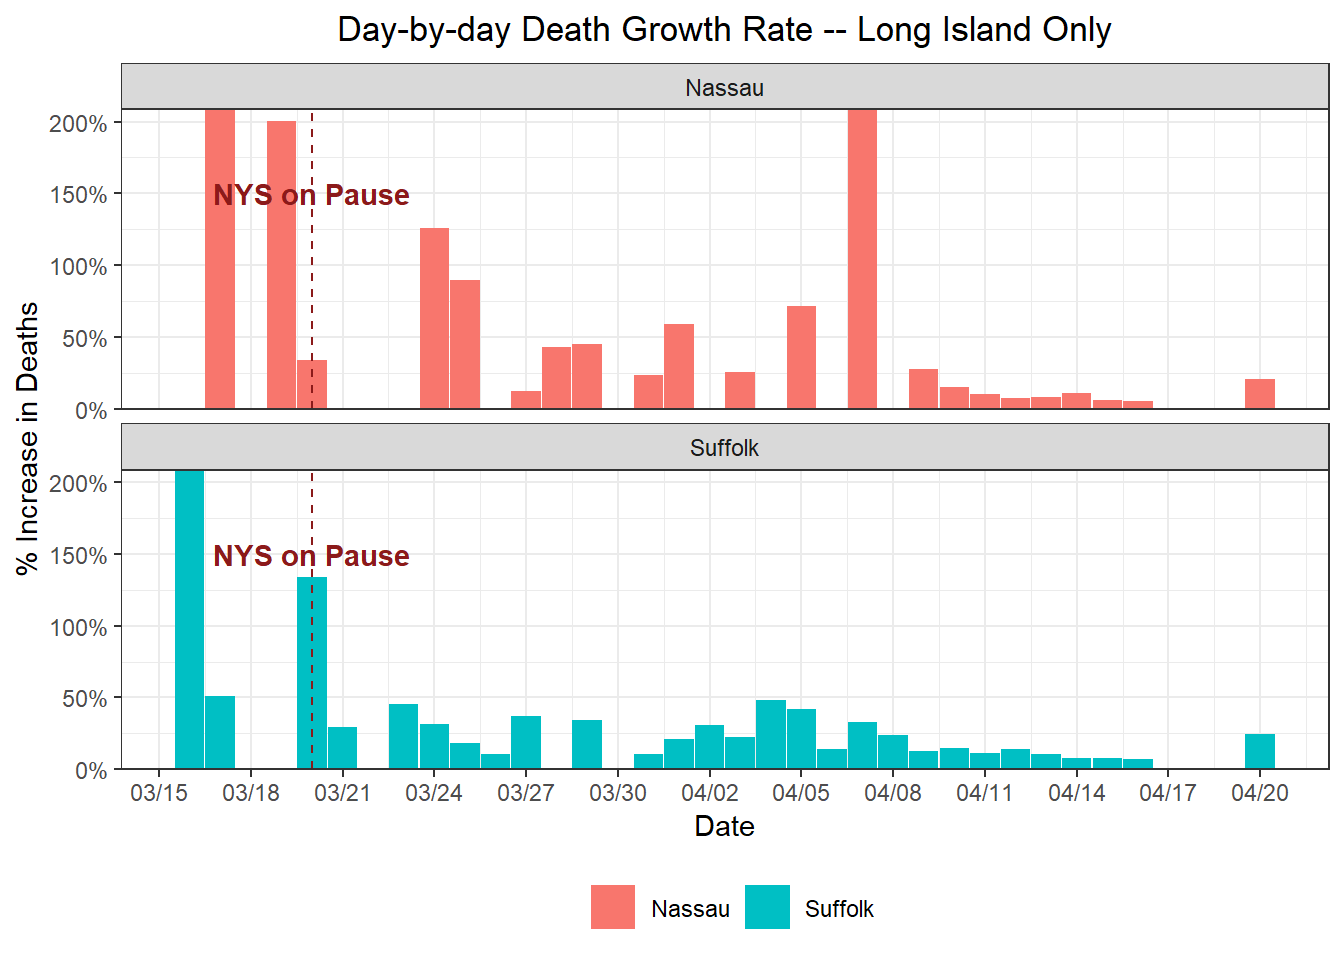 Day-by-day Death Growth Rate -- Long Island Only
Nassau
200%
150%
100%
50%
0%
NYS on Pause
% Increase in Deaths
Suffolk
200%
150%
100%
50%
0%
NYS on Pause
03/15 03/18 03/21 03/24 03/27 03/30 04/02 04/05 04/08 04/11 04/14 04/17 04/20
Date
Nassau Suffolk